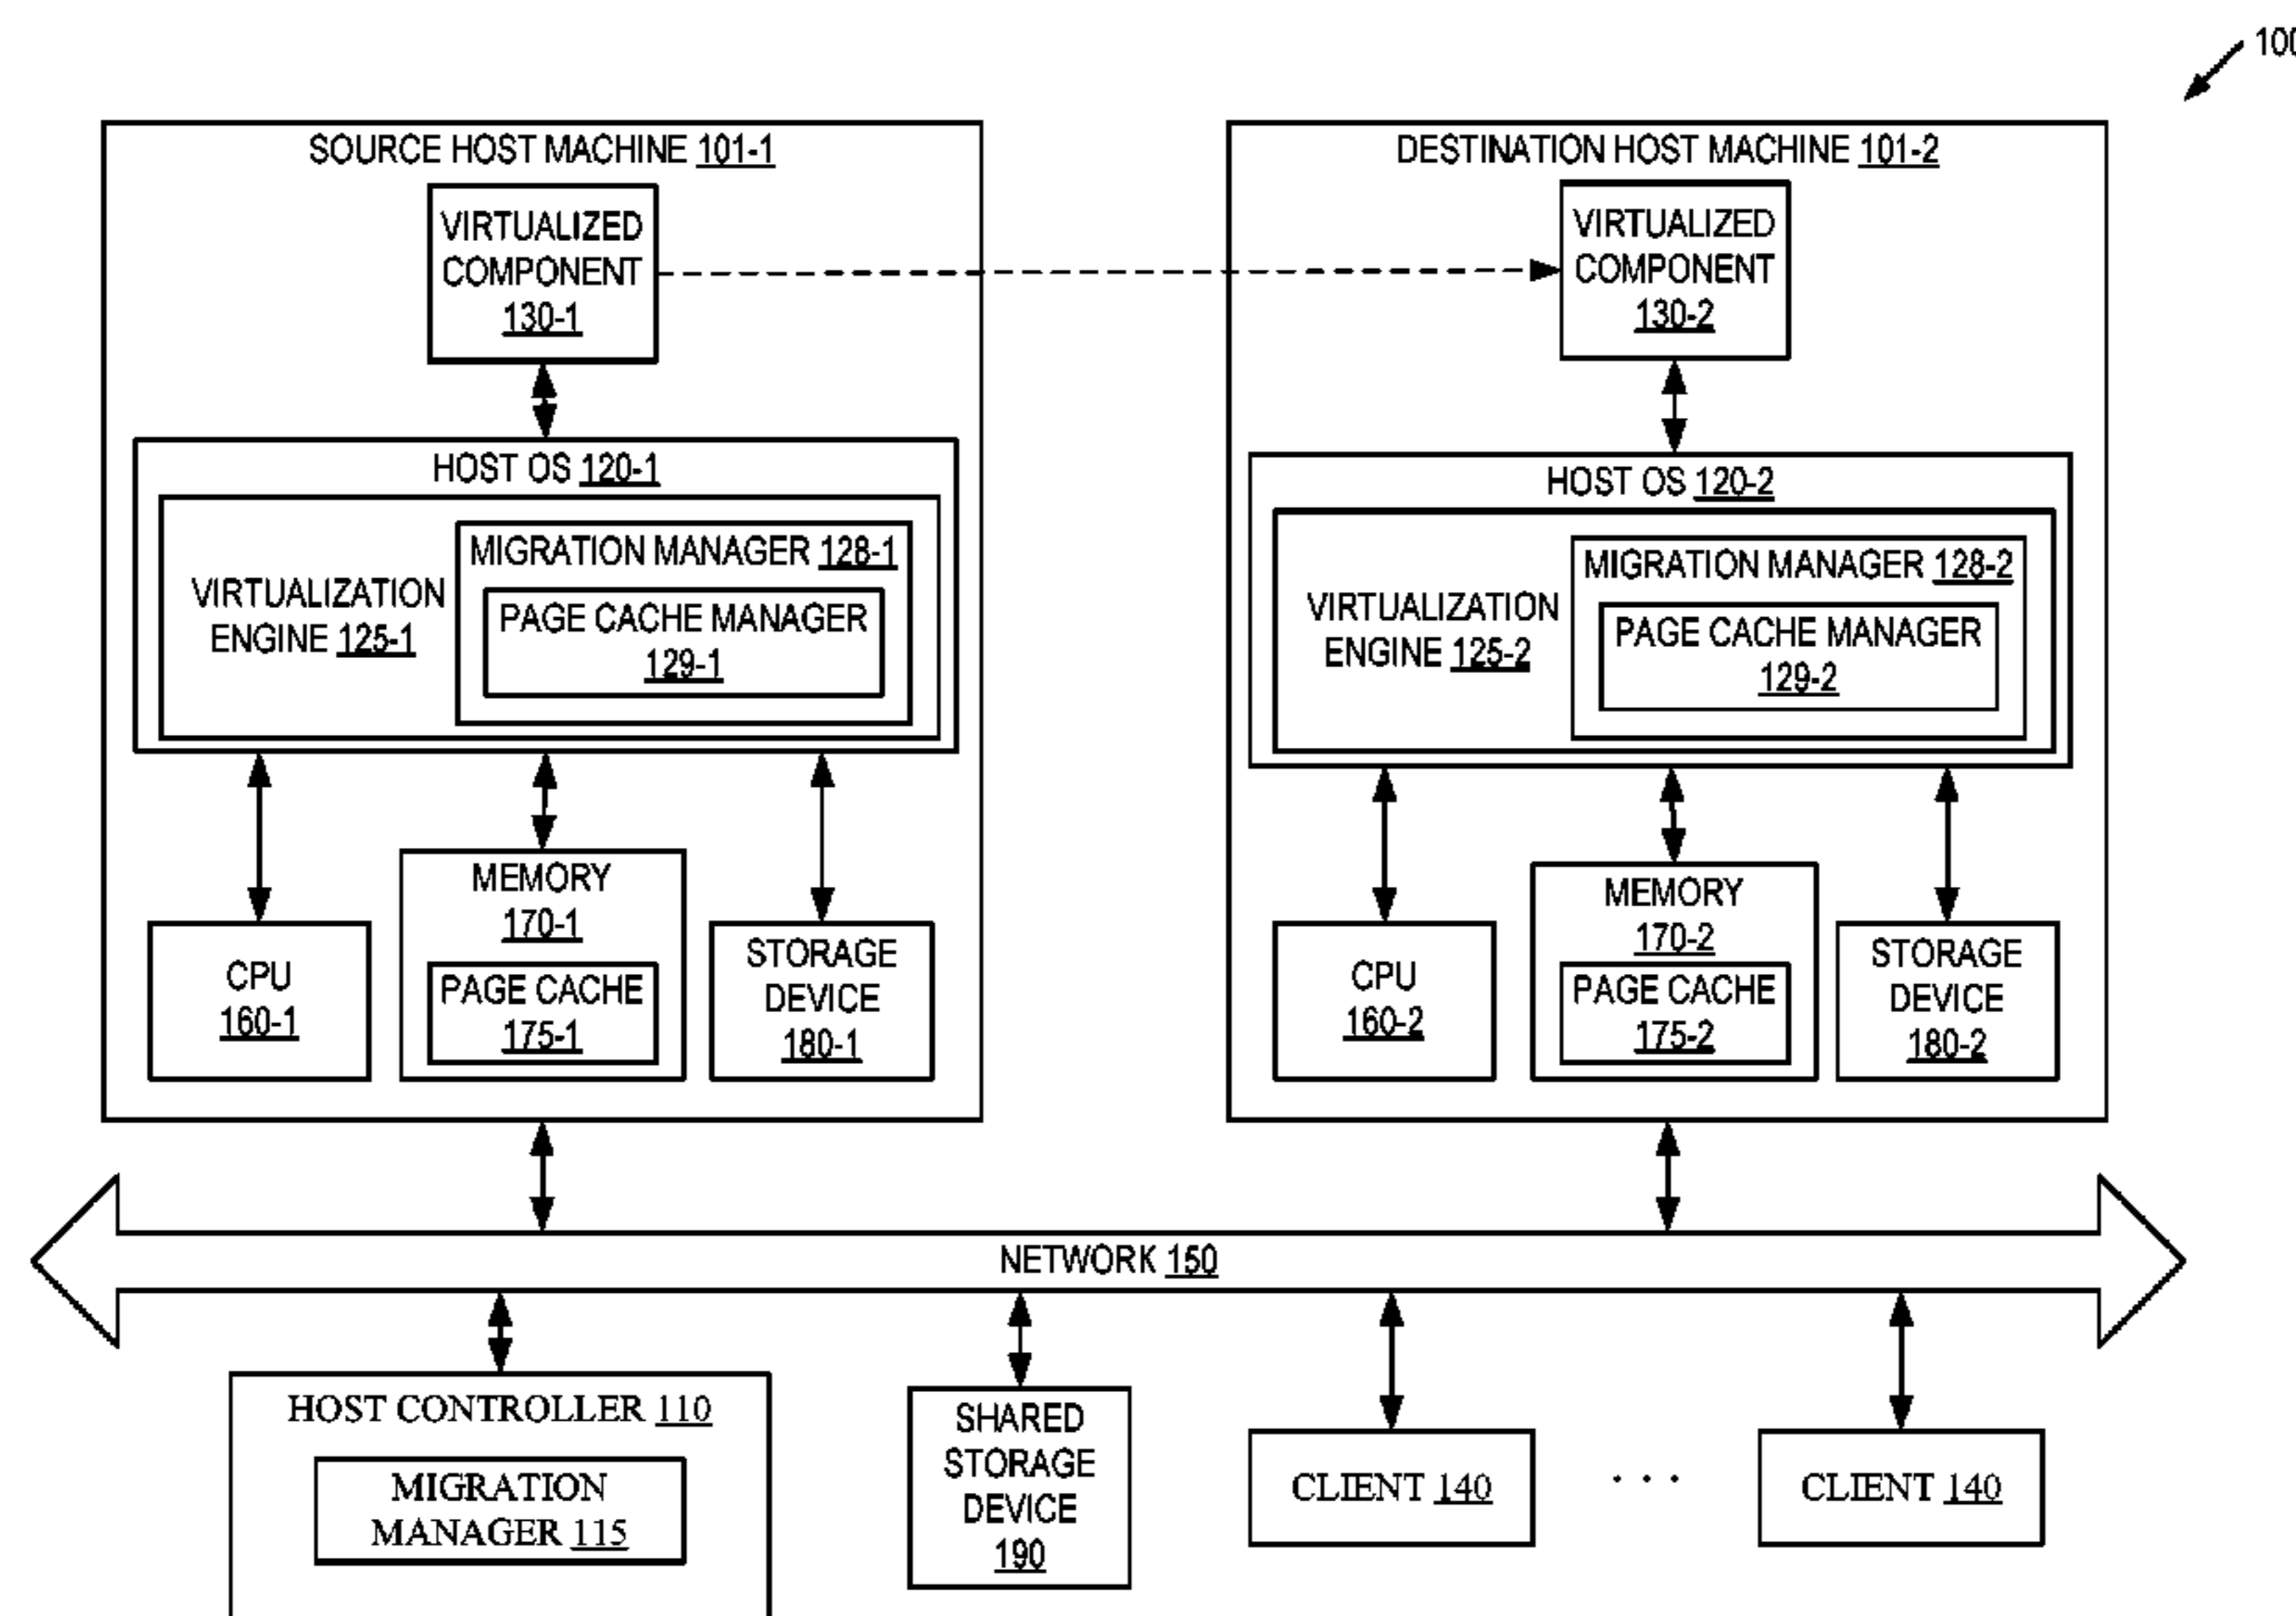 100
SOURCE HOST MACHINE 101-1
VIRTUALIZED
COMPONENT
130-1
HOST OS 120-1
MIGRATION MANAGER 128-1
VIRTUALIZATION
ENGINE 125-1
PAGE CACHE MANAGER
129-1
MEMORY
170-1
CPU
160-1
PAGE CACHE
175-1
STORAGE
DEVICE
180-1
DESTINATION HOST MACHINE 101-2
VIRTUALIZED
COMPONENT
130-2
HOST OS 120-2
MIGRATION MANAGER 128-2
VIRTUALIZATION
ENGINE 125-2
PAGE CACHE MANAGER
129-2
MEMORY
170-2
CPU
160-2
PAGE CACHE
175-2
STORAGE
DEVICE
180-2
NETWORK 150
HOST CONTROLLER 110
MIGRATION
MANAGER 115
SHARED
STORAGE
DEVICE
190
CLIENT 140
. . .
CLIENT 140